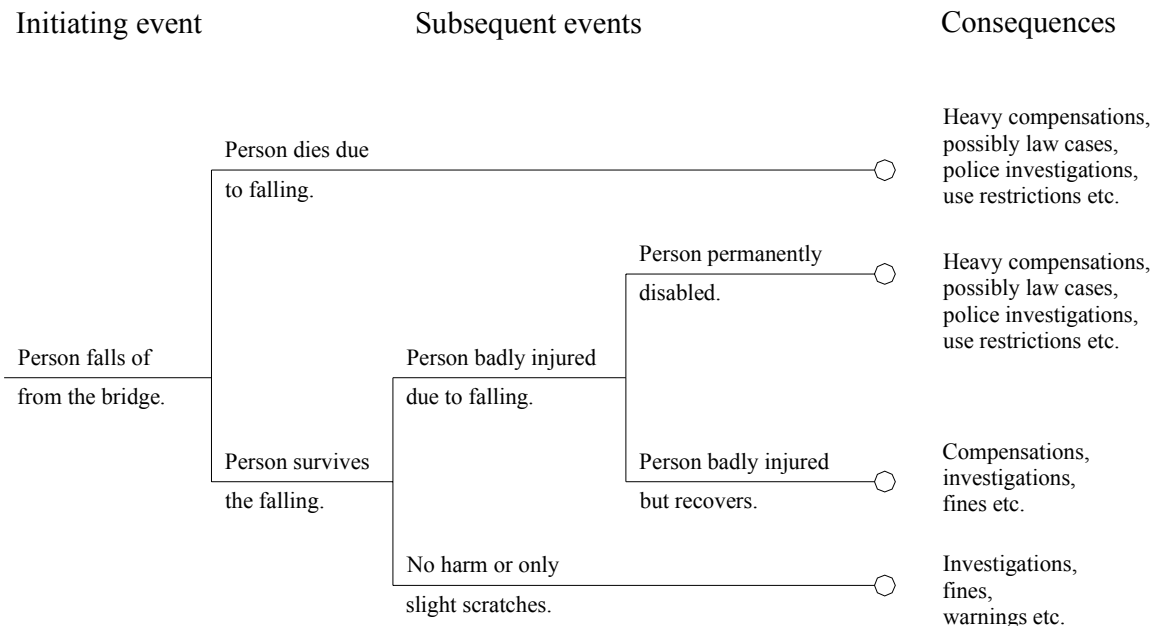 Initiating event
Subsequent events
Consequences
Person dies due
to falling.
Heavy compensations,
possibly law cases,
police investigations,
use restrictions etc.
Person permanently
disabled.
Heavy compensations,
possibly law cases,
police investigations,
use restrictions etc.
Person falls of
from the bridge.
Person badly injured
due to falling.
Person survives
the falling.
Person badly injured
but recovers.
Compensations,
investigations,
fines etc.
No harm or only
slight scratches.
Investigations,
fines,
warnings etc.